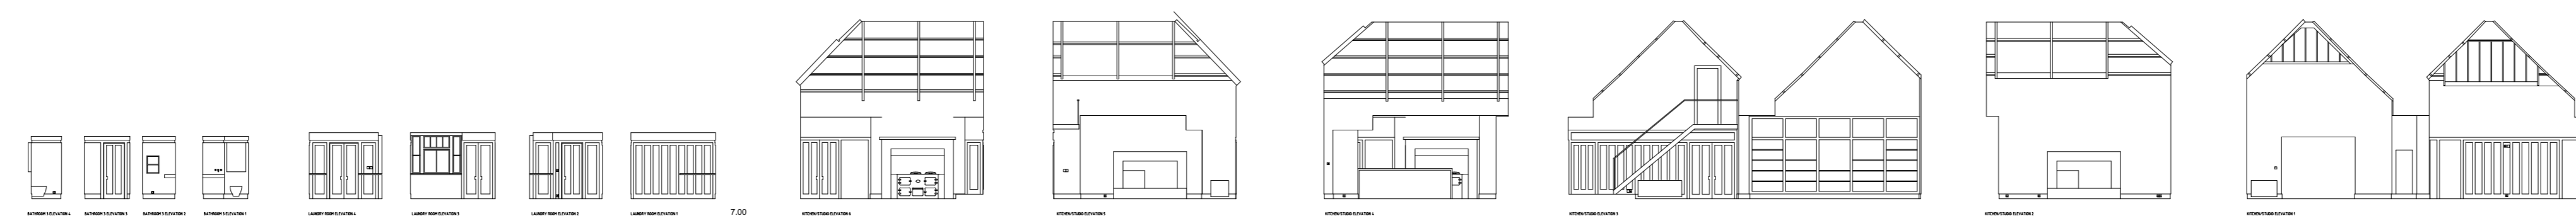 BATHROOM 3 ELEVATION 4
BATHROOM 3 ELEVATION 3
BATHROOM 3 ELEVATION 2
BATHROOM 3 ELEVATION 1
LAUNDRY ROOM ELEVATION 4
LAUNDRY ROOM ELEVATION 3
LAUNDRY ROOM ELEVATION 2
LAUNDRY ROOM ELEVATION 1
7.00
KITCHEN/STUDIO ELEVATION 6
KITCHEN/STUDIO ELEVATION 5
KITCHEN/STUDIO ELEVATION 4
KITCHEN/STUDIO ELEVATION 3
KITCHEN/STUDIO ELEVATION 2
KITCHEN/STUDIO ELEVATION 1